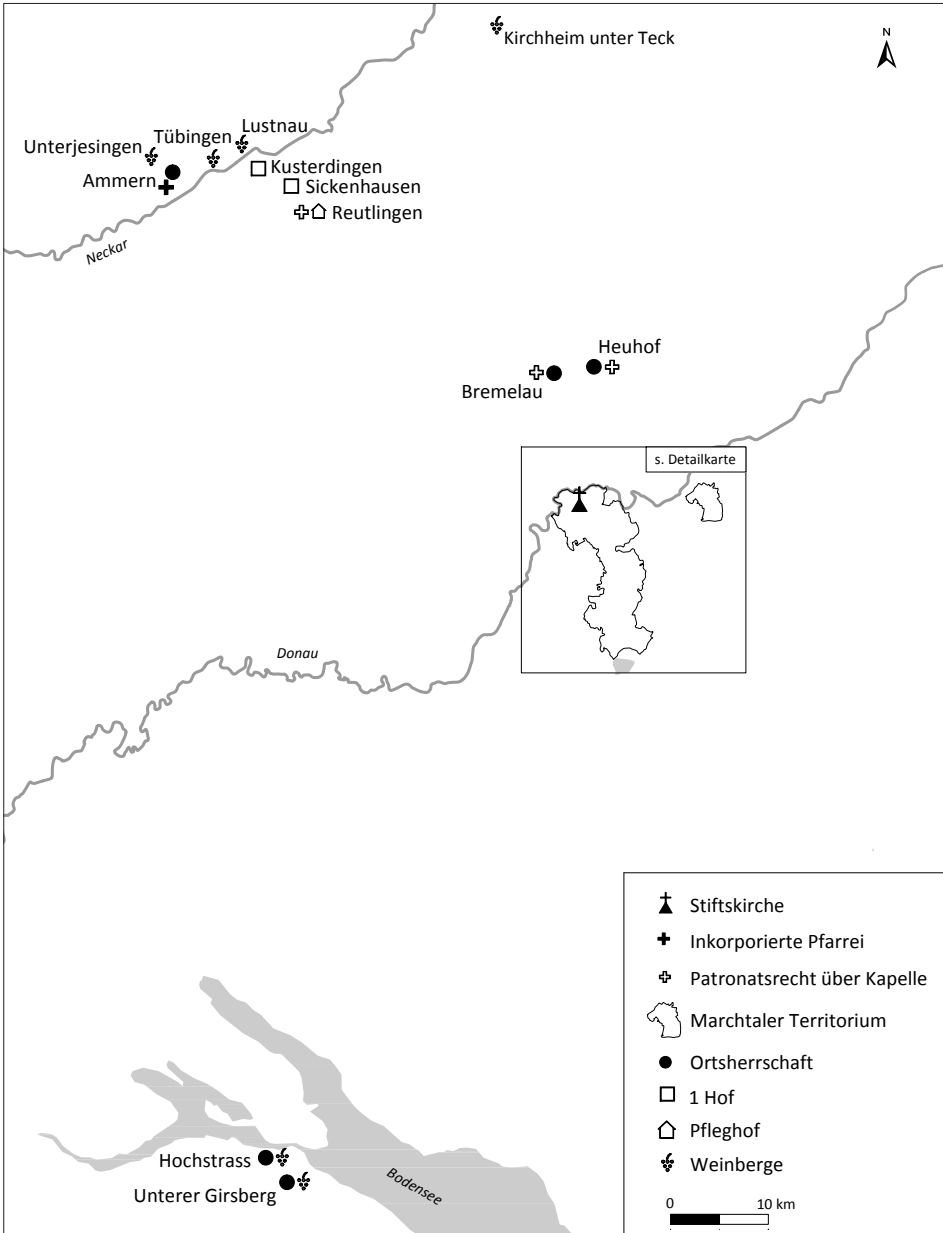 Kirchheim unter Teck
N
Lustnau
Tübingen
Unterjesingen
Kusterdingen
Ammern
Sickenhausen
Reutlingen
Neckar
Heuhof
Bremelau
s. Detailkarte
Donau
Stiftskirche
Inkorporierte Pfarrei
Patronatsrecht über Kapelle
Marchtaler Territorium
Ortsherrschaft
1 Hof
Pfleghof
Weinberge
Hochstrass
Unterer Girsberg
Bodensee
0 10 km